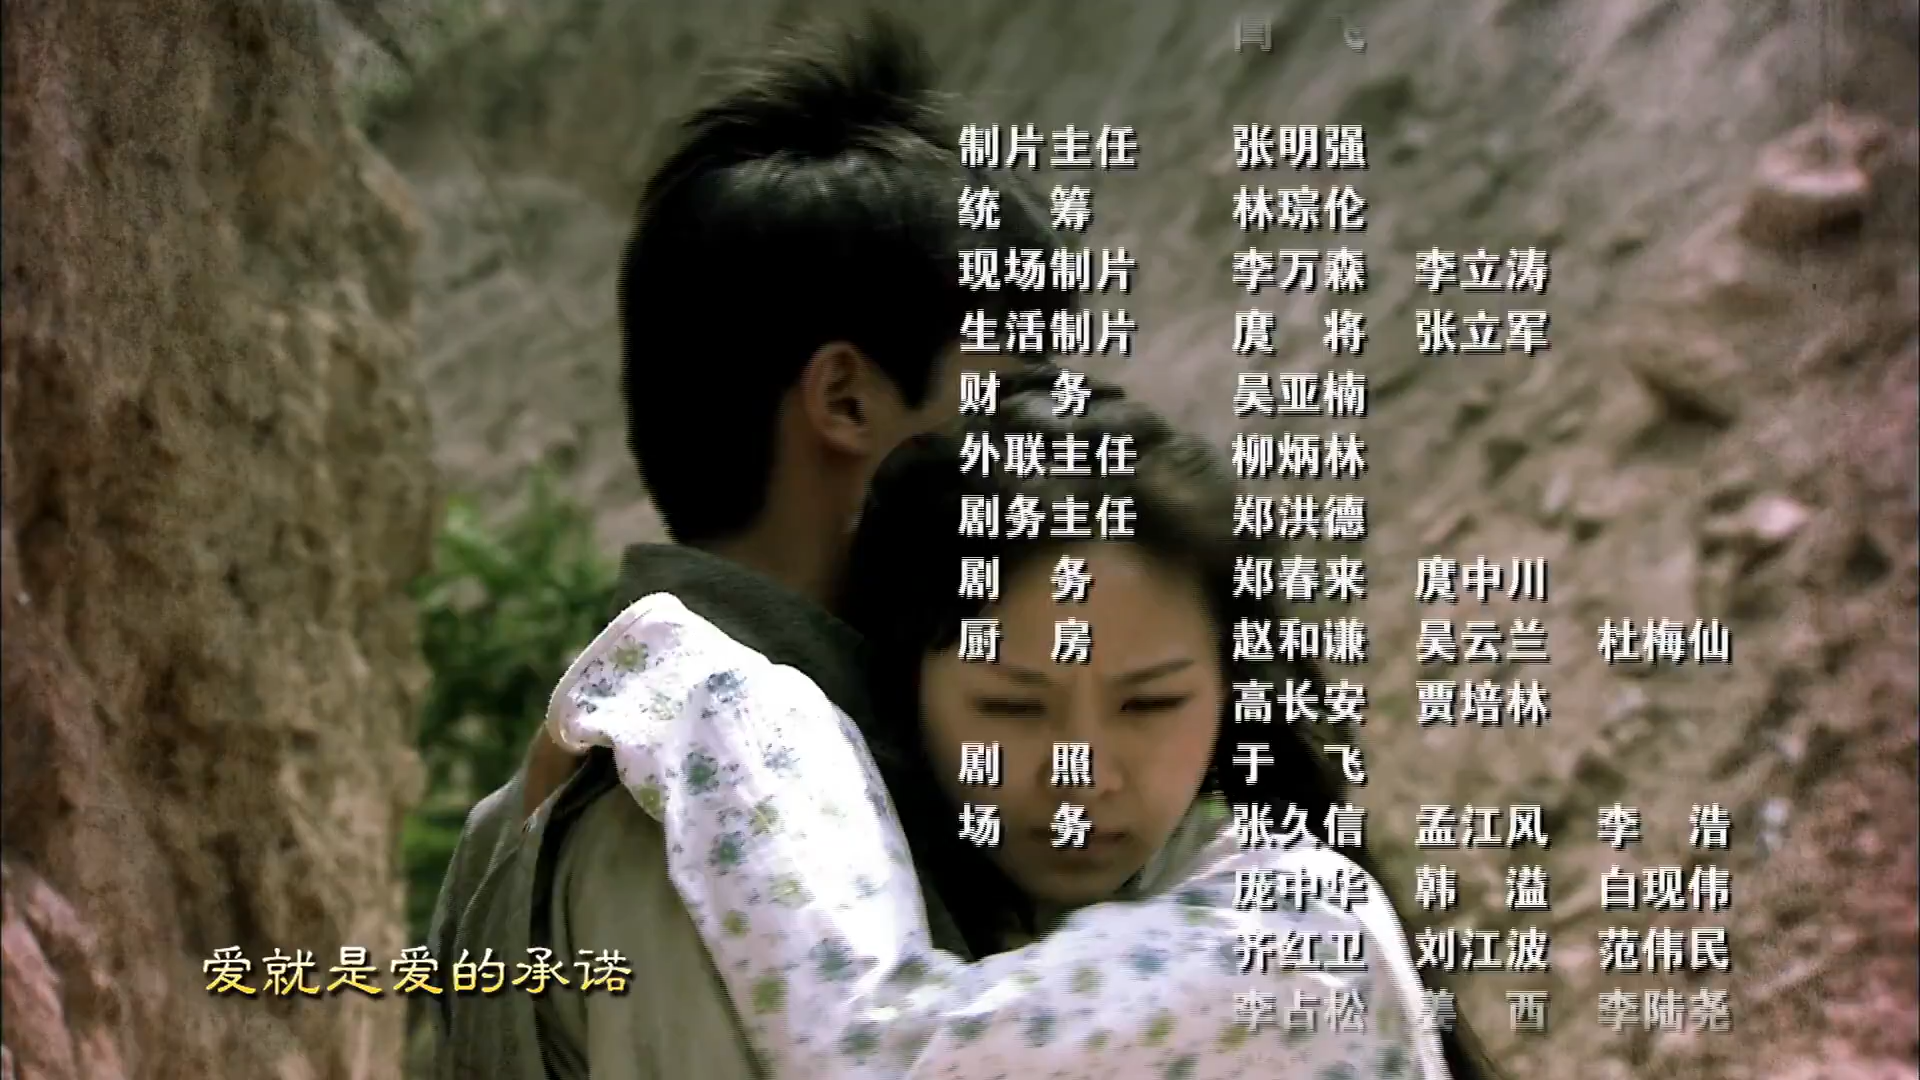 制片主任 张明强
统 筹 林琮伦
现场制片 李万森 李立涛
生活制片 庹 将 张立军
财 务 吴亚楠
外联主任 柳炳林
剧务主任 郑洪德
剧 务 郑春来 庹中川
厨 房 赵和谦 吴云兰 杜梅仙
高长安 贾培林
剧 照 于 飞
场 务 张久信 孟江风 李 浩
庞中华 韩 溢 白现伟
齐红卫 刘江波 范伟民
李占松 姜 西 李陆尧
爱就是爱的承诺